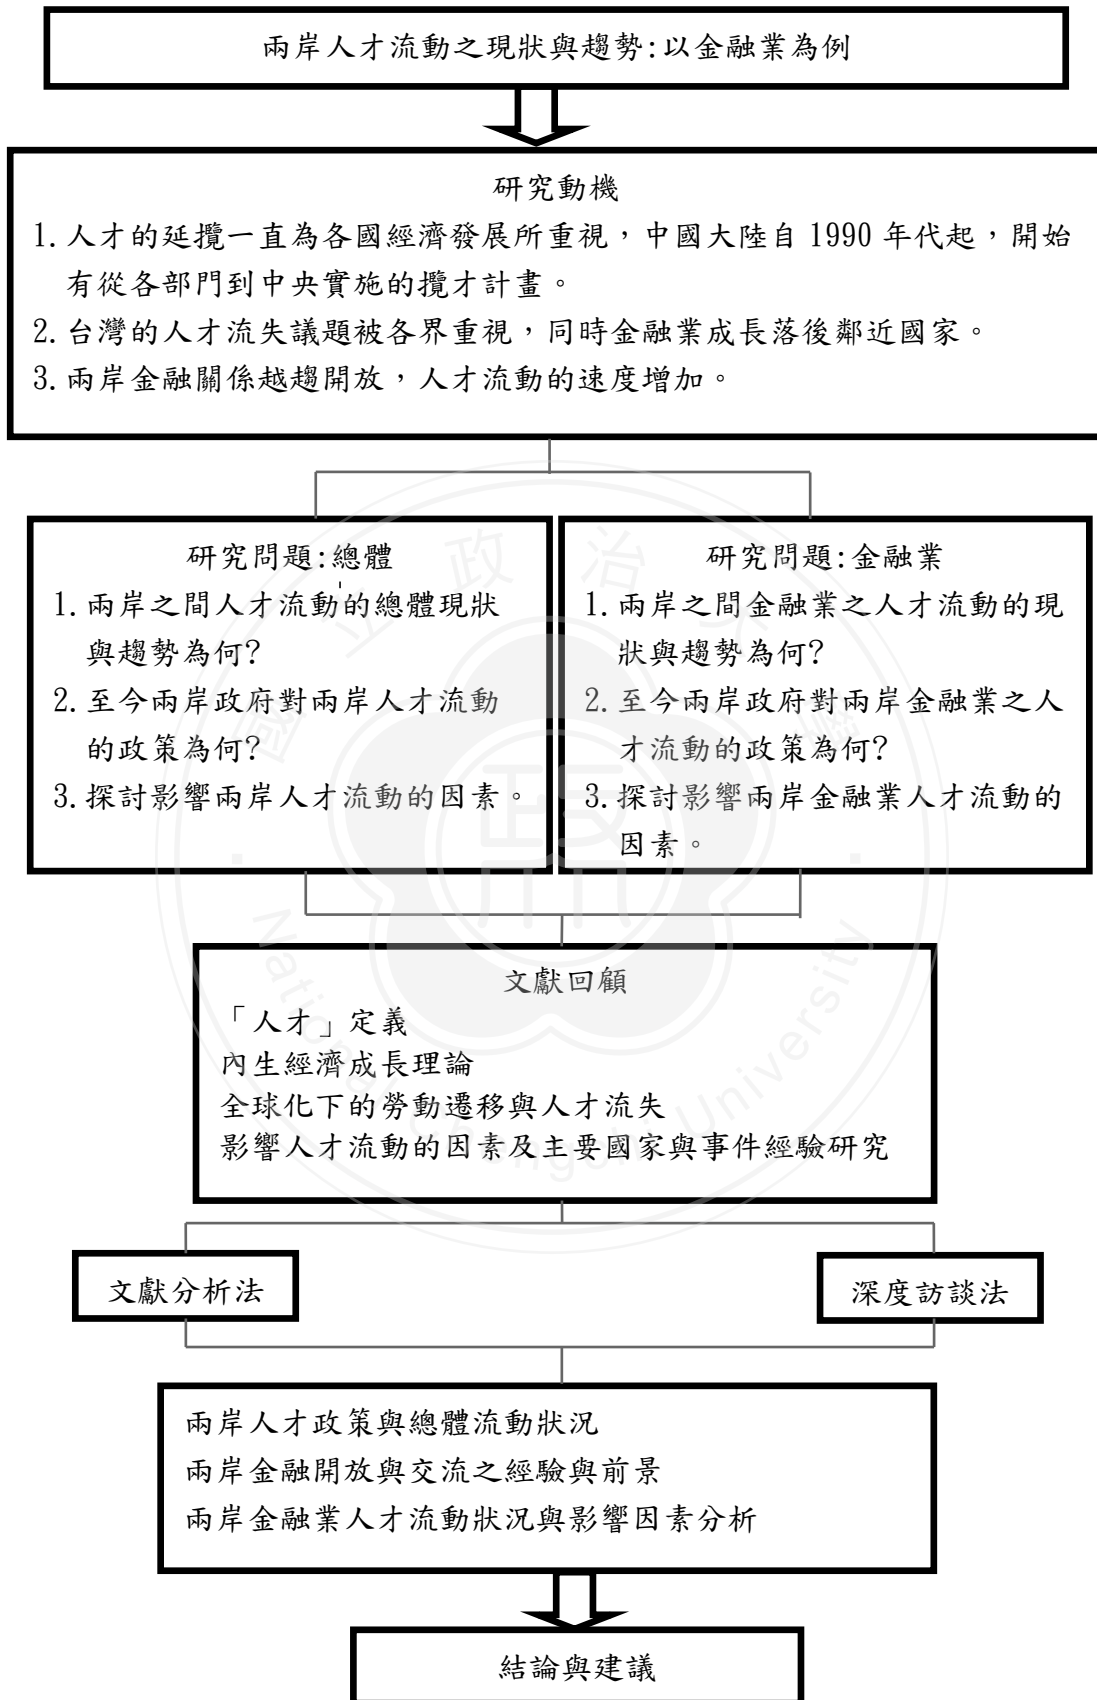 兩岸人才流動之現狀與趨勢:以金融業為例
研究動機
1. 人才的延攬一直為各國經濟發展所重視，中國大陸自 1990 年代起，開始
有從各部門到中央實施的攬才計畫。
2. 台灣的人才流失議題被各界重視，同時金融業成長落後鄰近國家。
3. 兩岸金融關係越趨開放，人才流動的速度增加。
研究問題:總體
1. 兩岸之間人才流動的總體現狀
與趨勢為何?
2. 至今兩岸政府對兩岸人才流動
的政策為何?
3. 探討影響兩岸人才流動的因素。
研究問題:金融業
1. 兩岸之間金融業之人才流動的現
狀與趨勢為何?
2. 至今兩岸政府對兩岸金融業之人
才流動的政策為何?
3. 探討影響兩岸金融業人才流動的
因素。
文獻回顧
「人才」定義
內生經濟成長理論
全球化下的勞動遷移與人才流失
影響人才流動的因素及主要國家與事件經驗研究
文獻分析法
深度訪談法
兩岸人才政策與總體流動狀況
兩岸金融開放與交流之經驗與前景
兩岸金融業人才流動狀況與影響因素分析
結論與建議
國立政治大學
National Chengchi University